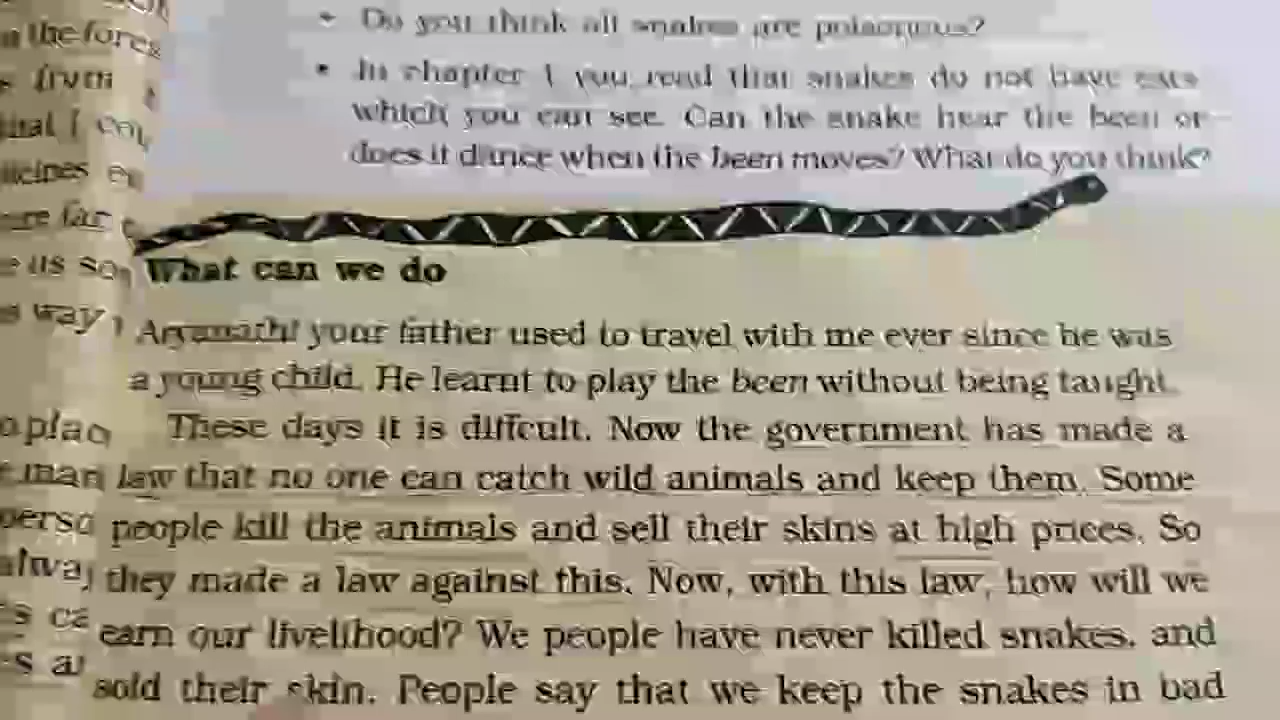 • Do you think all snakes are poisonous?
• In chapter 1 you read that snakes do not have ears
which you can see. Can the snake hear the been or
does it dance when the been moves? What do you think?
What can we do
Aryanath! your father used to travel with me ever since he was
a young child. He learnt to play the been without being taught.
These days it is diffcult. Now the government has made a
law that no one can catch wild animals and keep them. Some
people kill the animals and sell their skins at high prices. So
they made a law against this. Now, with this law, how will we
earn our livelihood? We people have never killed snakes, and
sold their skin. People say that we keep the snakes in bad